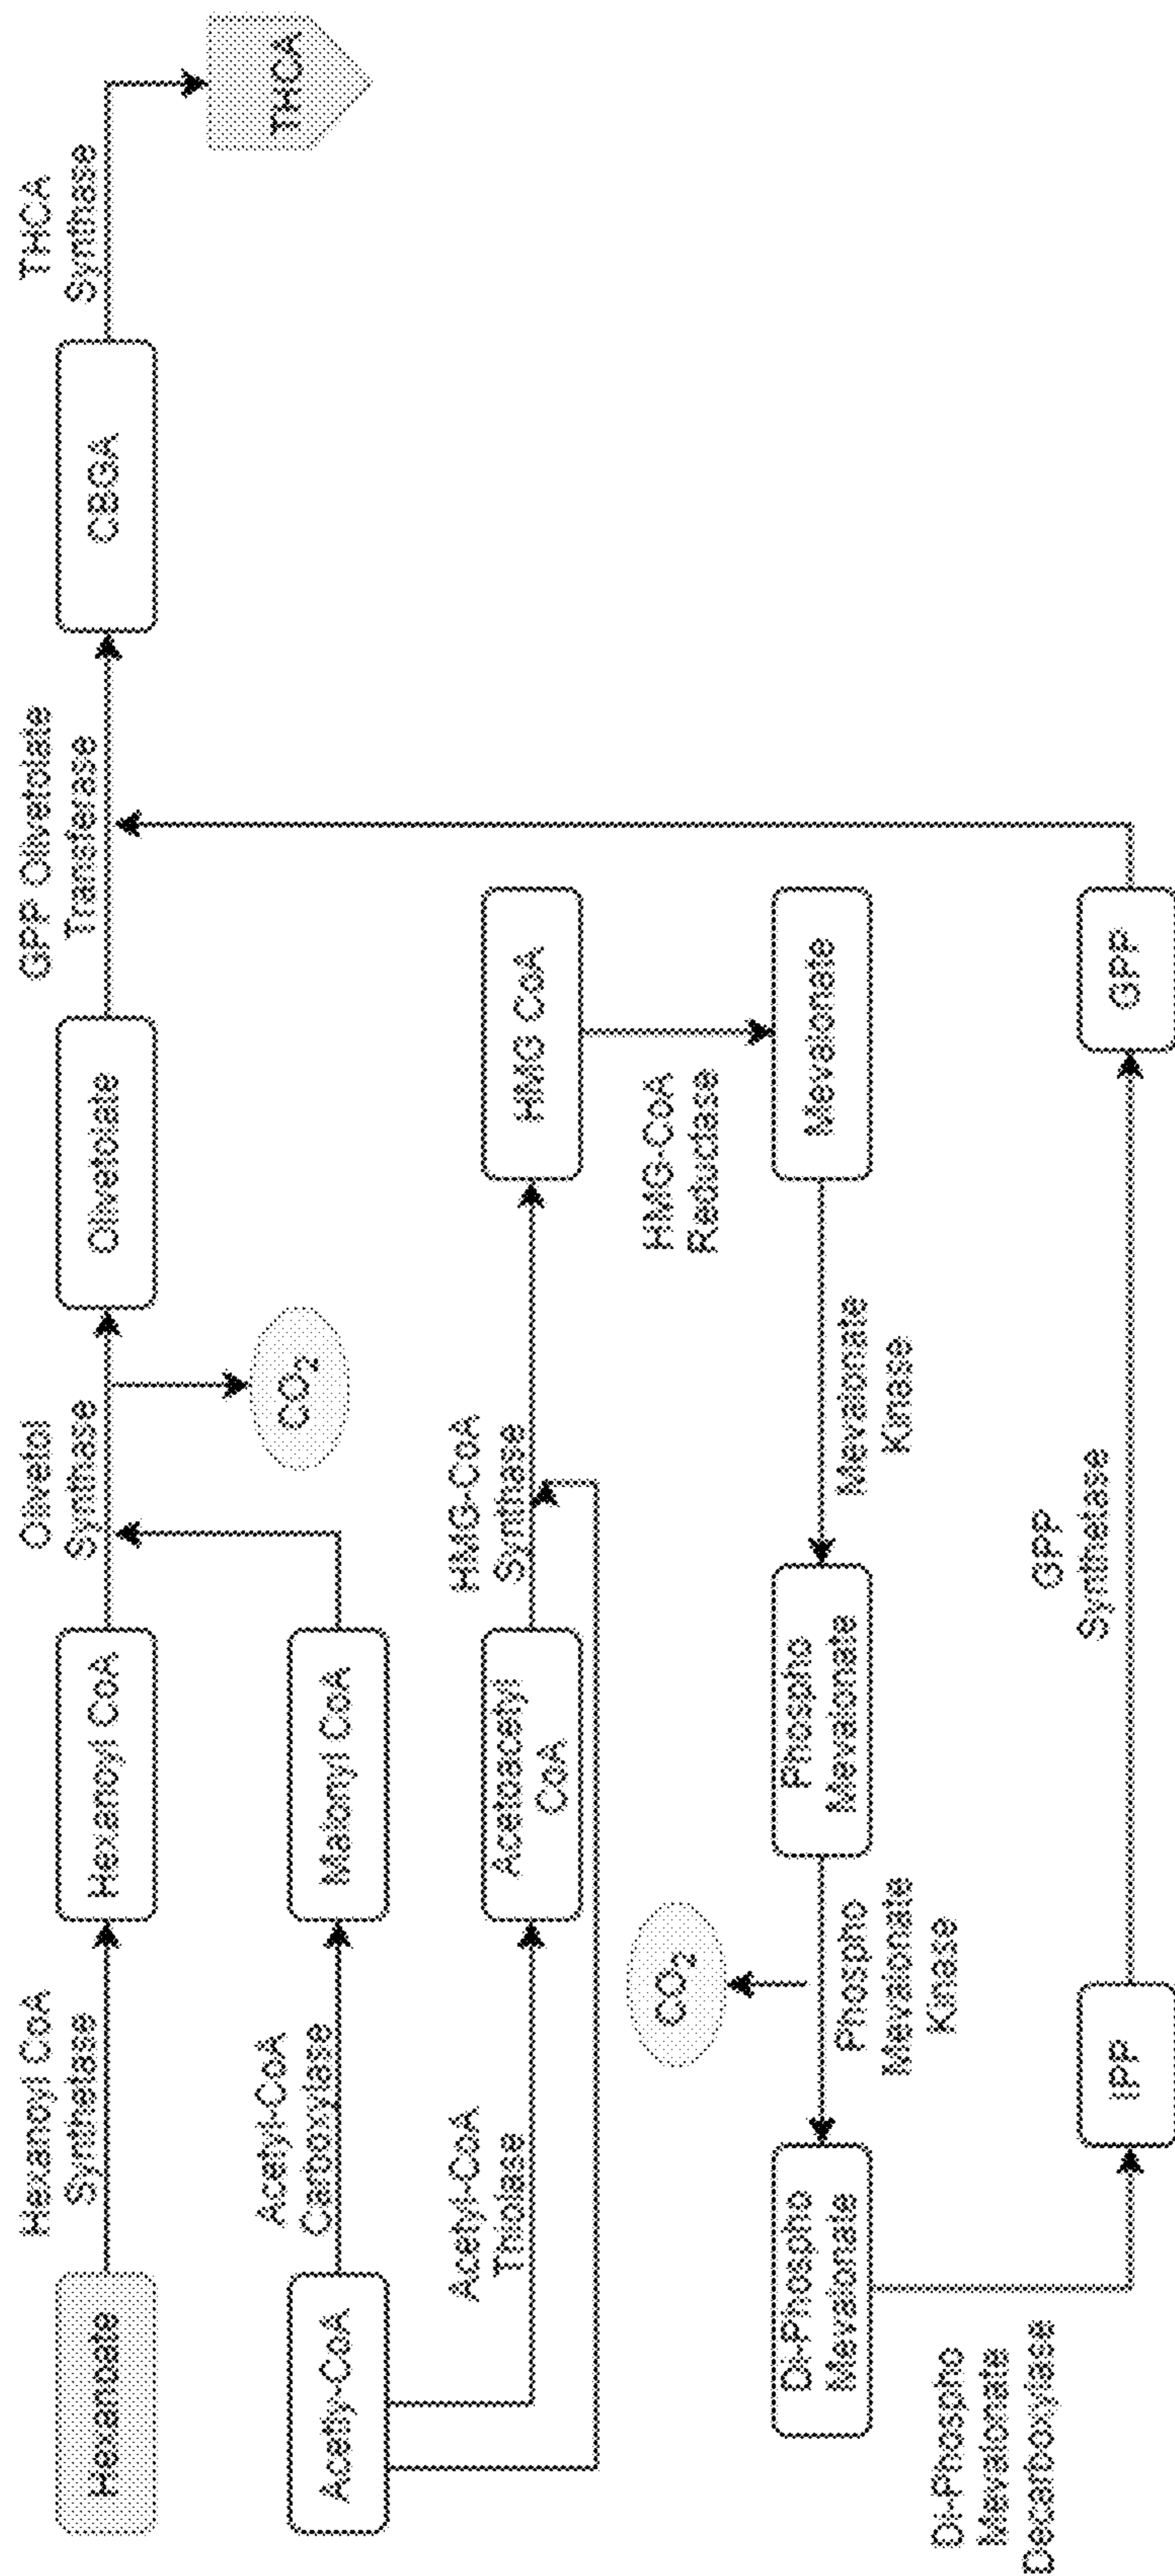 Hexanoate
Hexanoyl CoA
Synthetase
Hexanoyl CoA
Olivetol
Synthase
CO2
Olivetolate
GPP Olivetolate
Transferase
CBGA
THCA
Synthase
THCA
Acetly-CoA
Acetyl-CoA
Carboxylase
Malonyl CoA
Acetyl-CoA
Thiolase
Acetoacetyl
CoA
HMG-CoA
Synthase
HMG CoA
HMG-CoA
Reductase
Mevalonate
Mevalonate
Kinase
Phospho
Mevalonate
CO2
Phospho
Mevalonate
Kinase
Di-Phospho
Mevalonate
Di-Phospho
Mevalonate
Decarboxylase
IPP
GPP
Synthetase
GPP